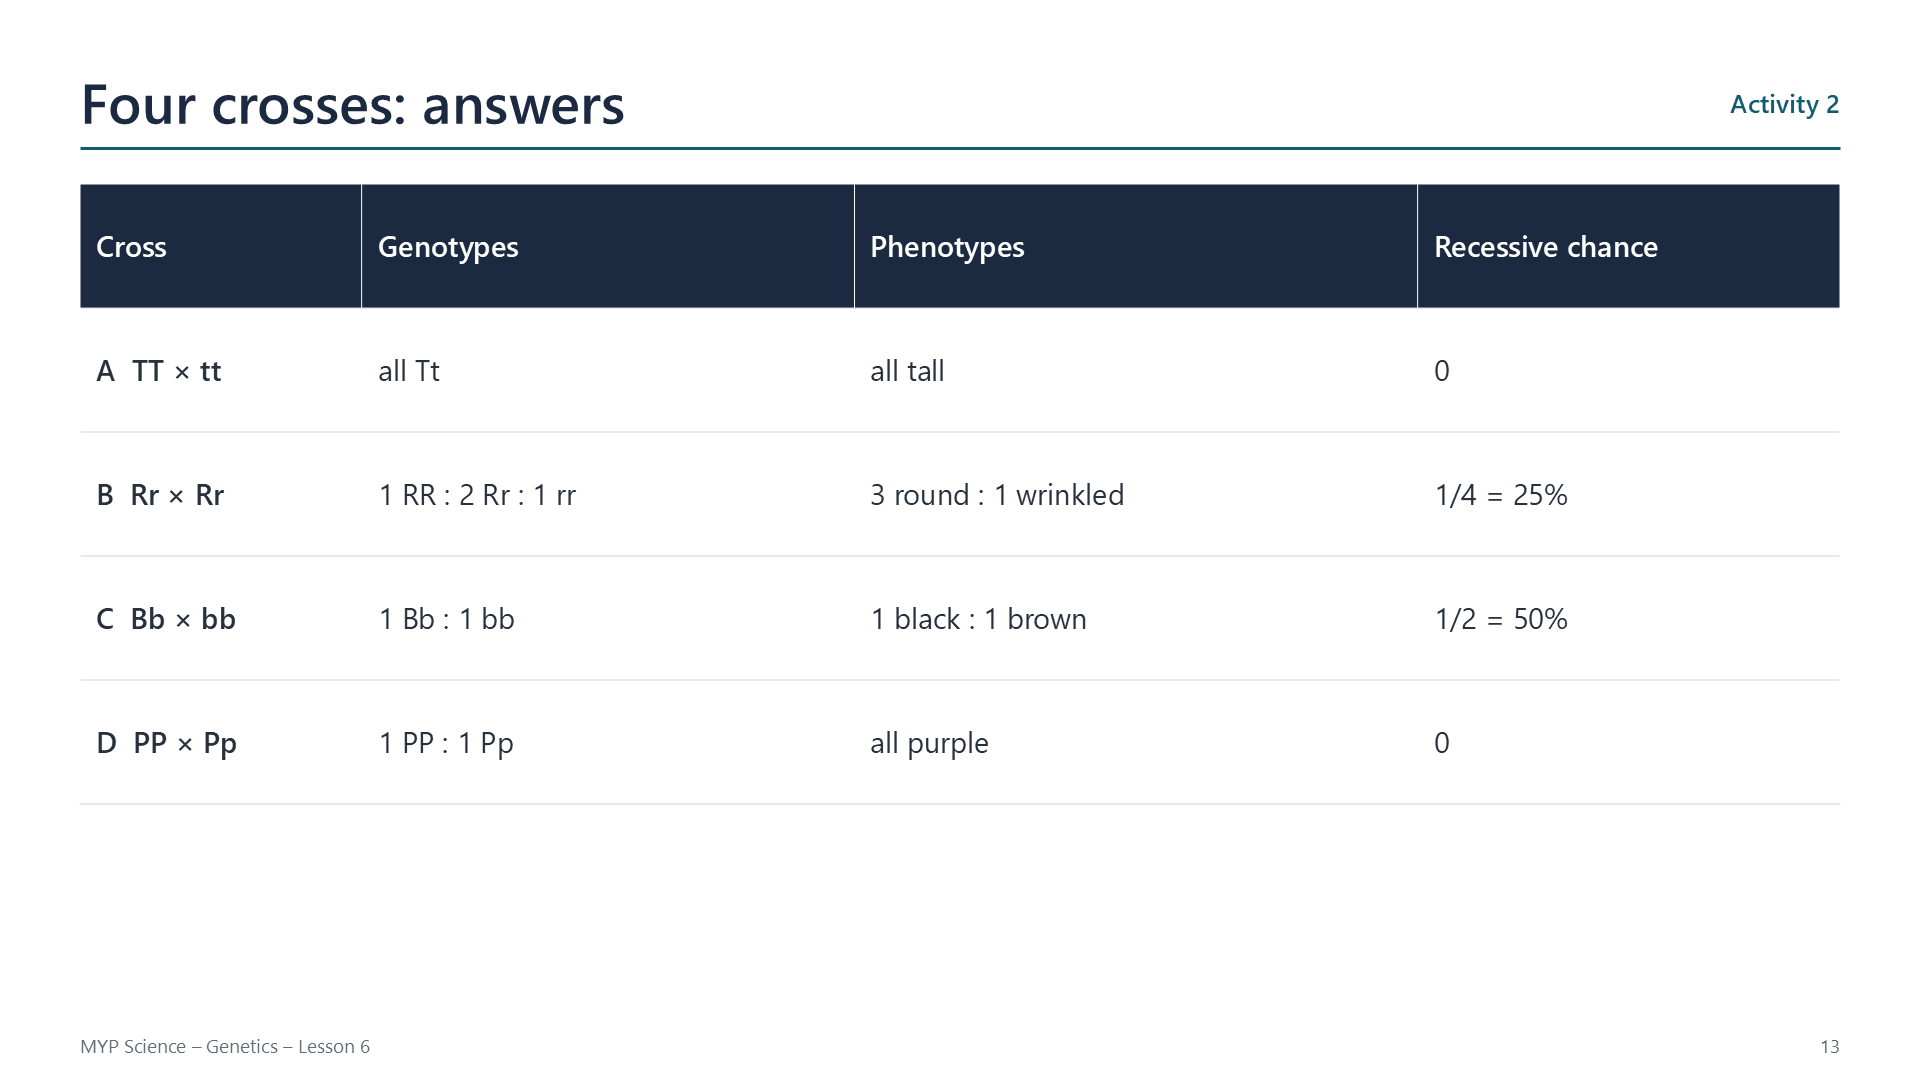 Four crosses: answers
Activity 2
Cross Genotypes Phenotypes Recessive chance
A TT × tt all Tt all tall 0
B Rr × Rr 1 RR : 2 Rr : 1 rr 3 round : 1 wrinkled 1/4 = 25%
C Bb × bb 1 Bb : 1 bb 1 black : 1 brown 1/2 = 50%
D PP × Pp 1 PP : 1 Pp all purple 0
MYP Science – Genetics – Lesson 6
13